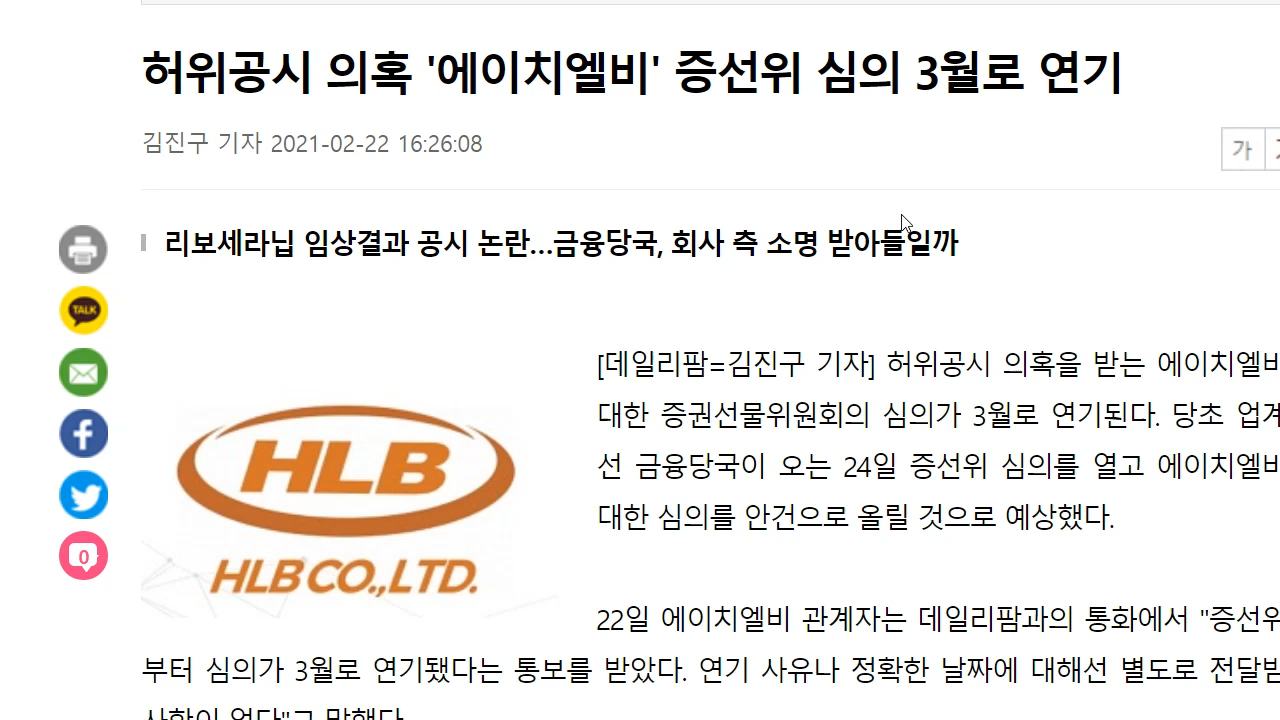 허위공시 의혹 '에이치엘비' 증선위 심의 3월로 연기
김진구 기자 2021-02-22 16:26:08
가
리보세라닙 임상결과 공시 논란...금융당국, 회사 측 소명 받아들일까
TALK
0
HLB
HLB CO.,LTD.
[데일리팜=김진구 기자] 허위공시 의혹을 받는 에이치엘비
대한 증권선물위원회의 심의가 3월로 연기된다. 당초 업계
선 금융당국이 오는 24일 증선위 심의를 열고 에이치엘비
대한 심의를 안건으로 올릴 것으로 예상했다.
22일 에이치엘비 관계자는 데일리팜과의 통화에서 "증선위
부터 심의가 3월로 연기됐다는 통보를 받았다. 연기 사유나 정확한 날짜에 대해선 별도로 전달받